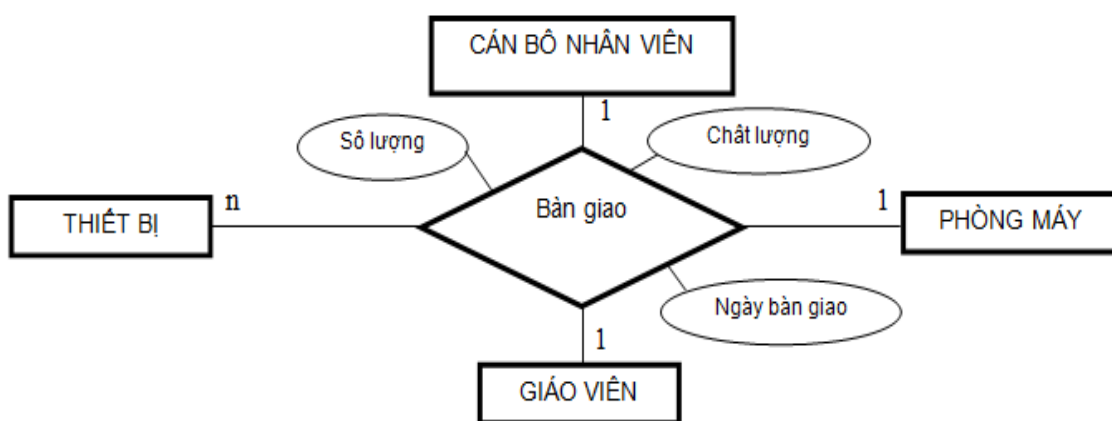 CÁN BÔ NHÂN VIÊN
1
Sô lượng
Chât lượng
THIẾT BỊ
n
Bàn giao
1
PHÒNG MÁY
Ngày bàn giao
1
GIÁO VIÊN